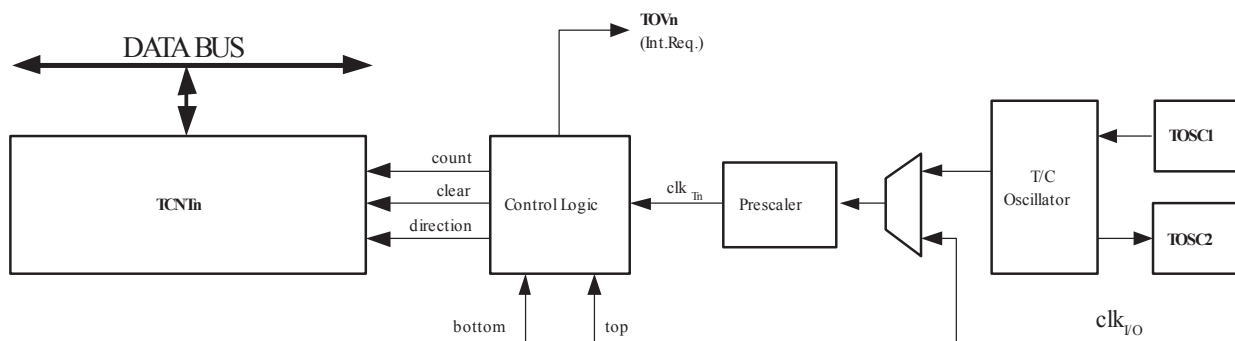 TOVn
(Int.Req.)
DATA BUS
TOSC1
count
T/C
Oscillator
clk Tn
TCNTn
clear
Control Logic
Prescaler
direction
TOSC2
bottom
top
clk I/O